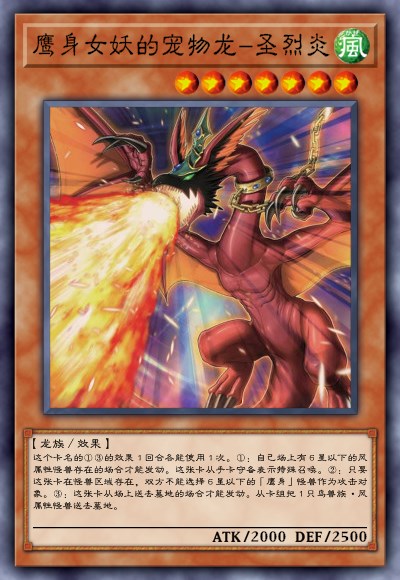 鹰身女妖的宠物龙-圣烈炎
風
【龙族/效果】
这个卡名的①③的效果1回合各能使用1次。①：自己场上有6星以下的风
属性怪兽存在的场合才能发动。这张卡从手卡守备表示特殊召唤。②：只要
这张卡在怪兽区域存在，双方不能选择6星以下的「鹰身」怪兽作为攻击对
象。③：这张卡从场上送去墓地的场合才能发动。从卡组把1只鸟兽族·风
属性怪兽送去墓地。
ATK/2000 DEF/2500